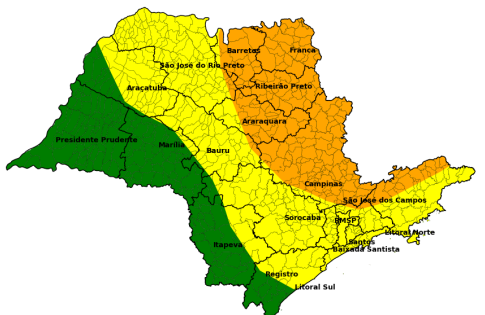 Barretos
Franca
São José do Rio Preto
Araçatuba
Ribeirão Preto
Araraquara
Presidente Prudente
Marília
Bauru
Campinas
São José dos Campos
Sorocaba
RMSP
Litoral Norte
Itapeva
Santos
Baixada Santista
Registro
Litoral Sul